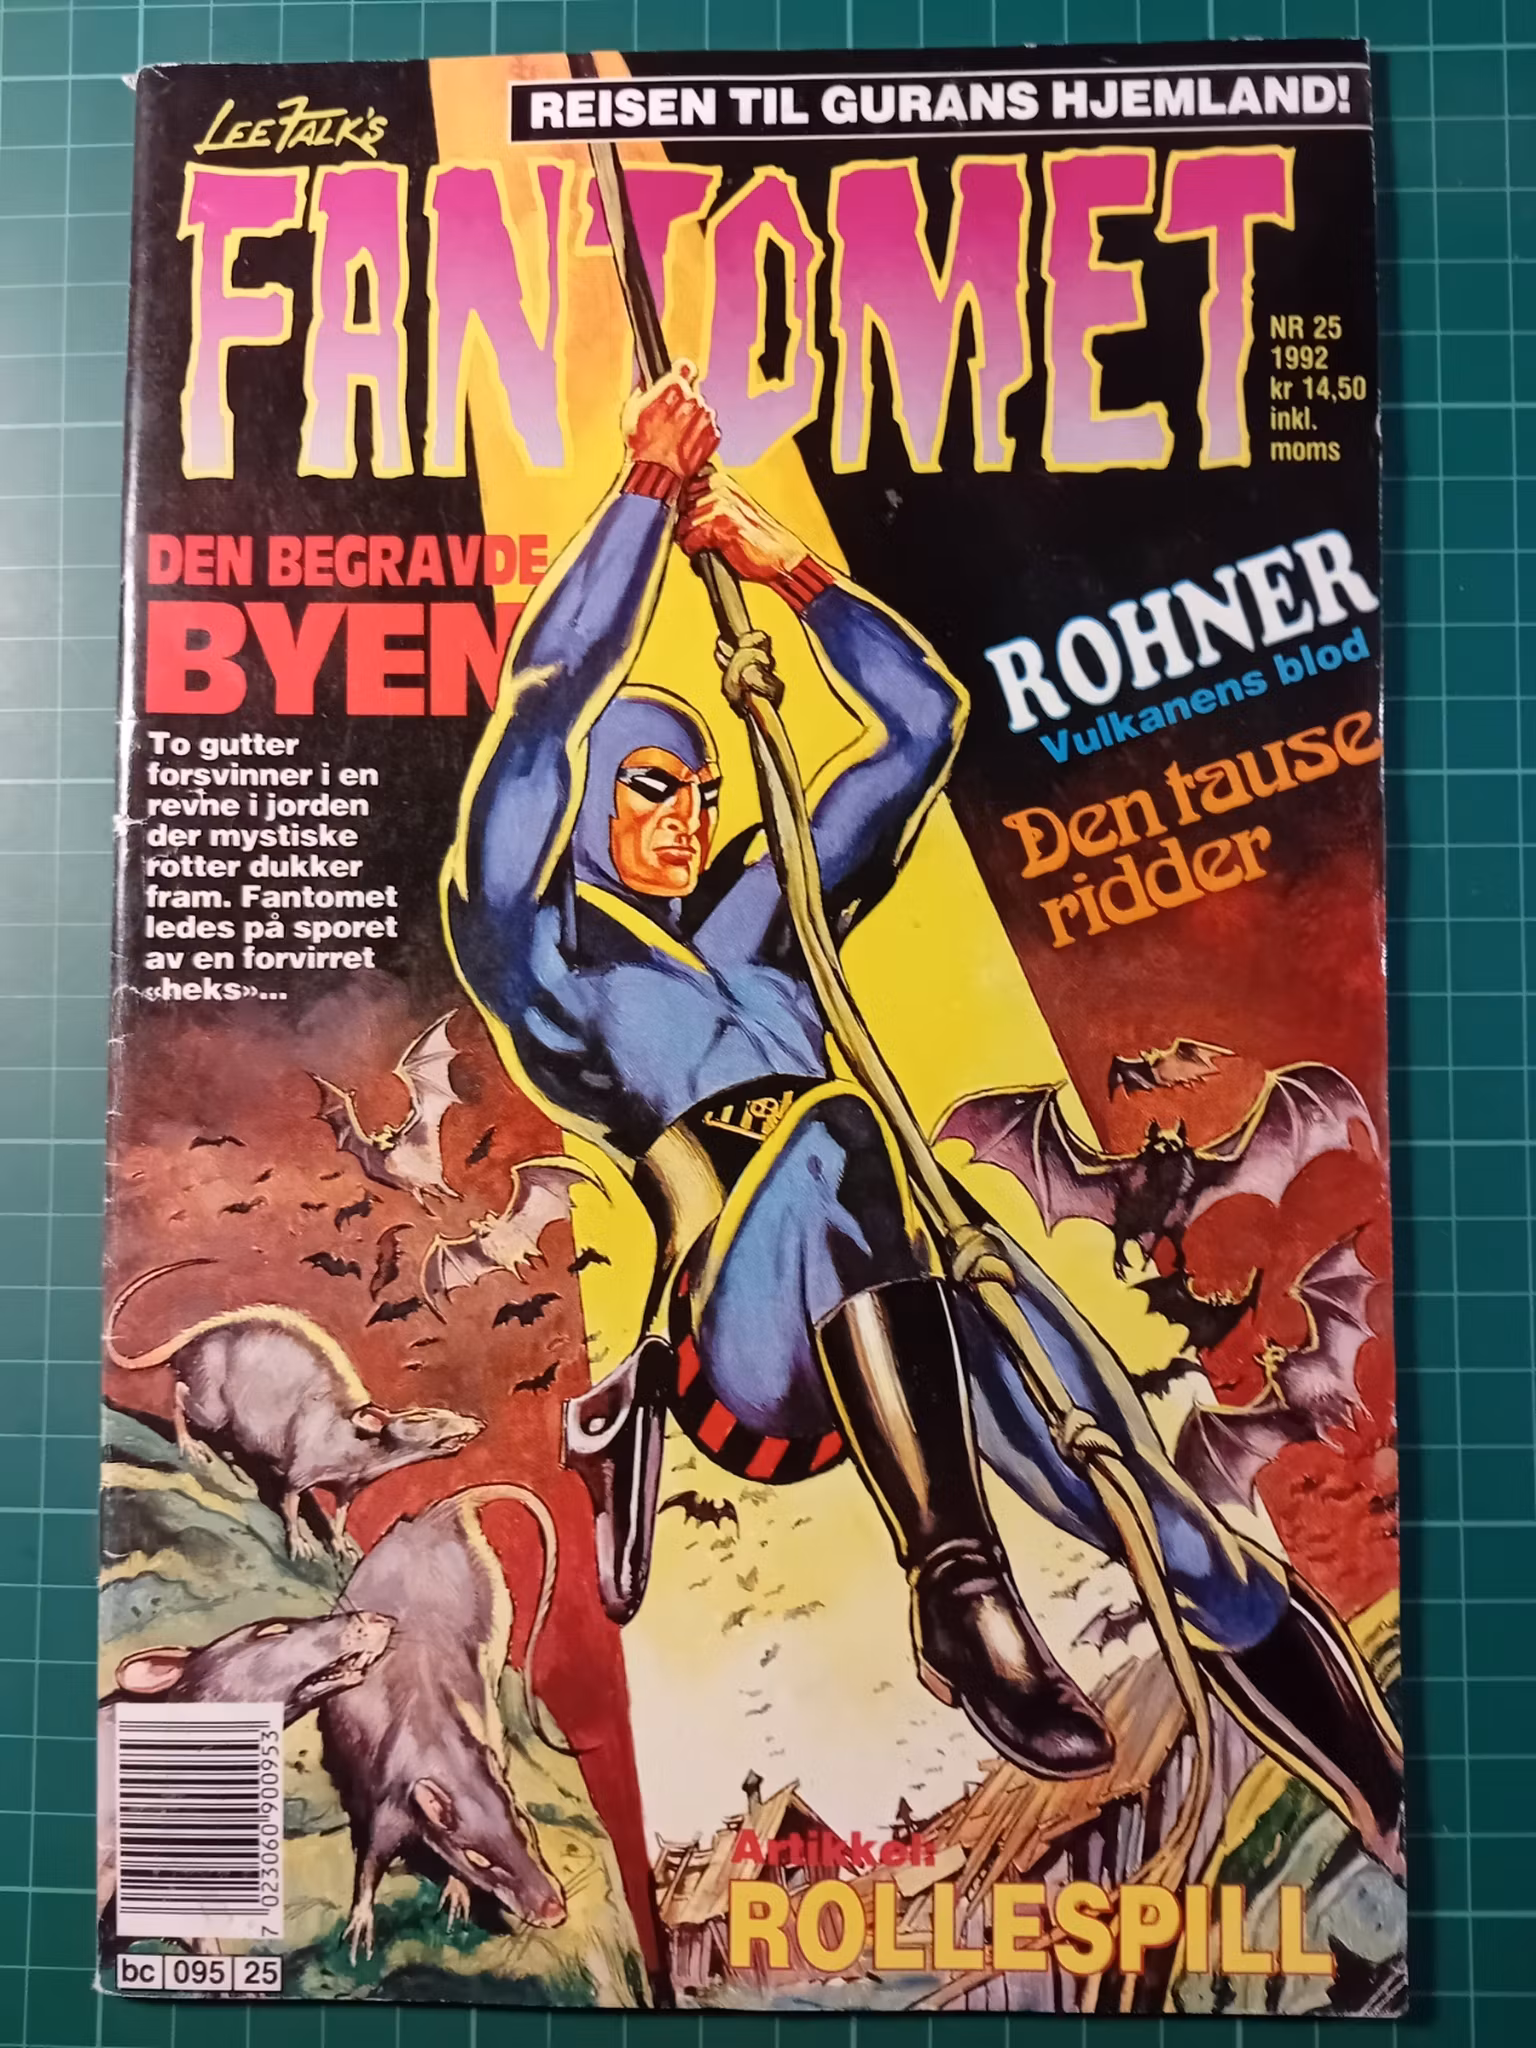 REISEN TIL GURANS HJEMLAND!
LEE FALK'S
FANTOMET
NR 25
1992
kr 14,50
inkl.
moms
DEN BEGRAVDE
BYEN
To gutter
forsvinner i en
revne i jorden
der mystiske
rotter dukker
fram. Fantomet
ledes på sporet
av en forvirret
«heks»...
ROHNER
Vulkanens blod
Den tause
ridder
Artikkel:
ROLLESPILL
7 023060 900953
bc 095 25